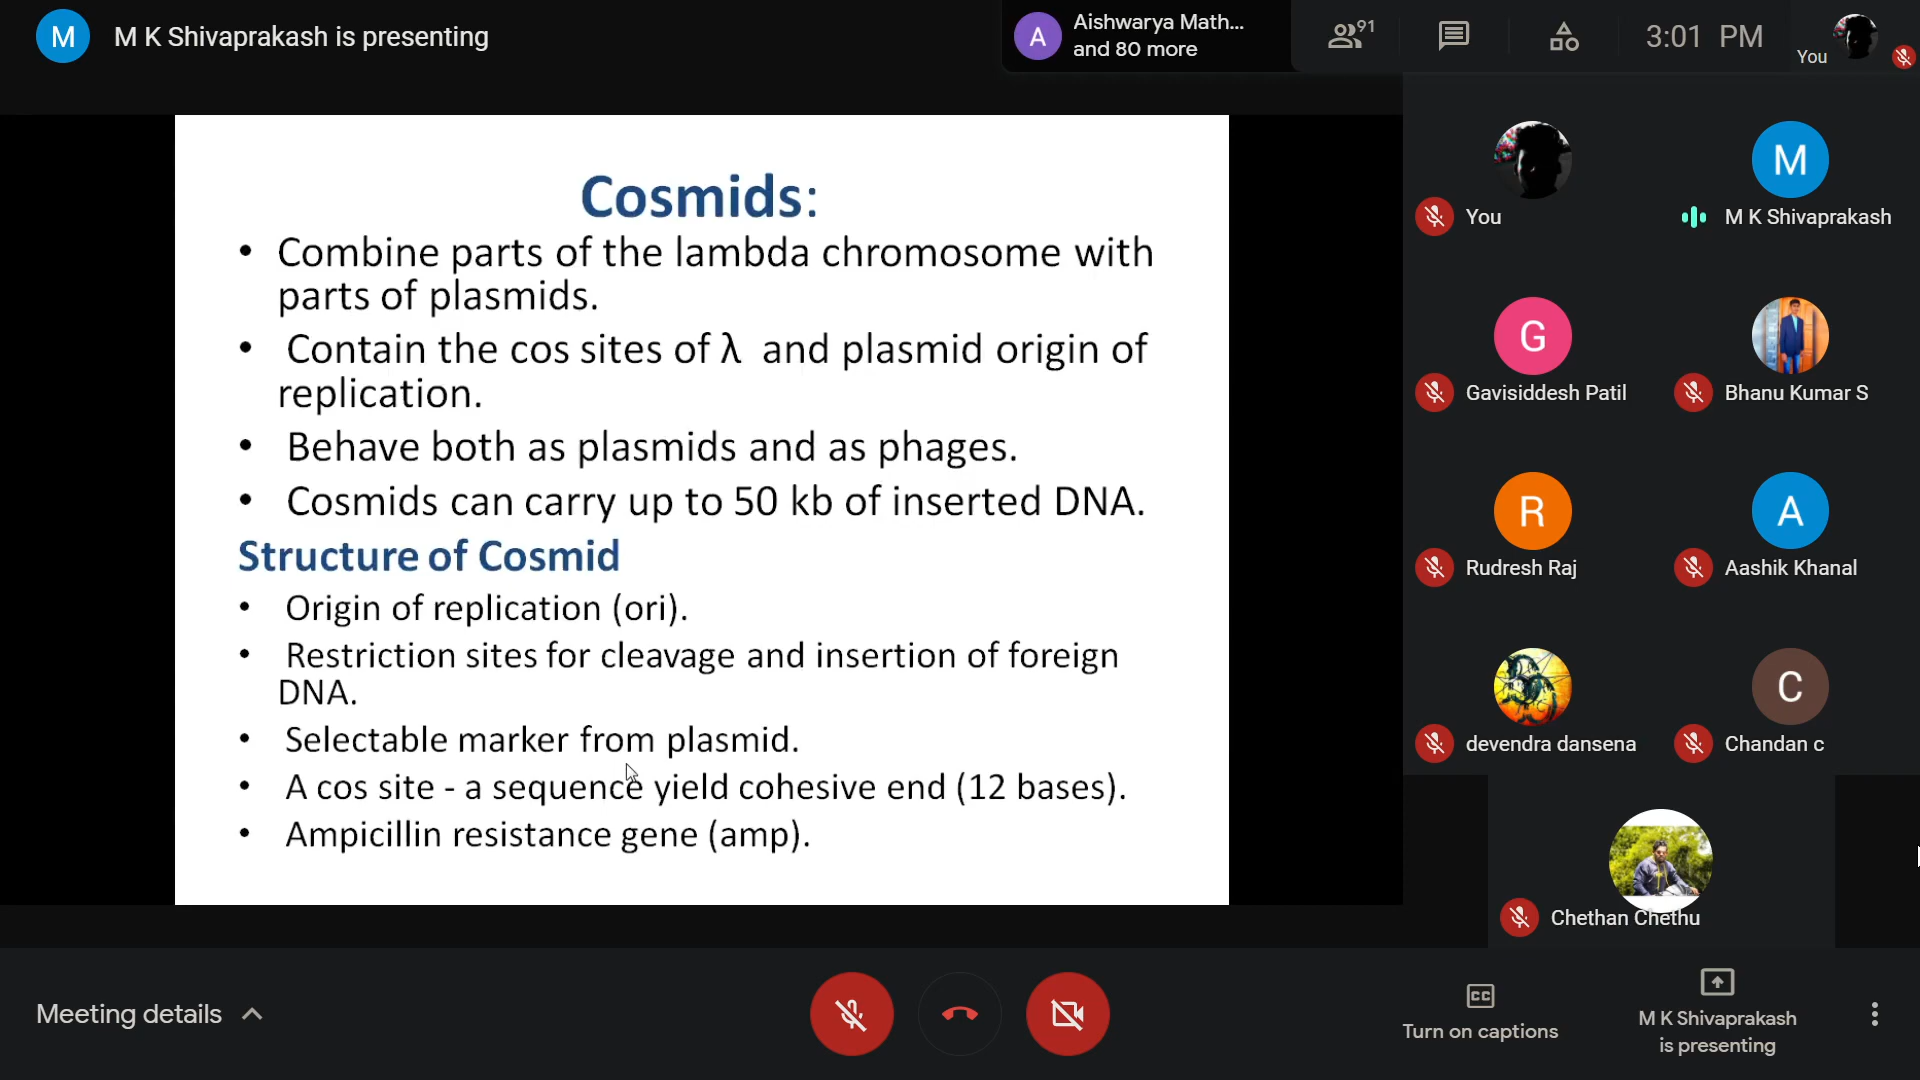 M
M K Shivaprakash is presenting
A
Aishwarya Math...
and 80 more
91
3:01 PM
You
Cosmids:
• Combine parts of the lambda chromosome with
parts of plasmids.
• Contain the cos sites of λ and plasmid origin of
replication.
• Behave both as plasmids and as phages.
• Cosmids can carry up to 50 kb of inserted DNA.
Structure of Cosmid
• Origin of replication (ori).
• Restriction sites for cleavage and insertion of foreign
DNA.
• Selectable marker from plasmid.
• A cos site - a sequence yield cohesive end (12 bases).
• Ampicillin resistance gene (amp).
You
M
M K Shivaprakash
G
Gavisiddesh Patil
Bhanu Kumar S
R
Rudresh Raj
A
Aashik Khanal
devendra dansena
C
Chandan c
Chethan Chethu
Meeting details
CC
Turn on captions
M K Shivaprakash
is presenting